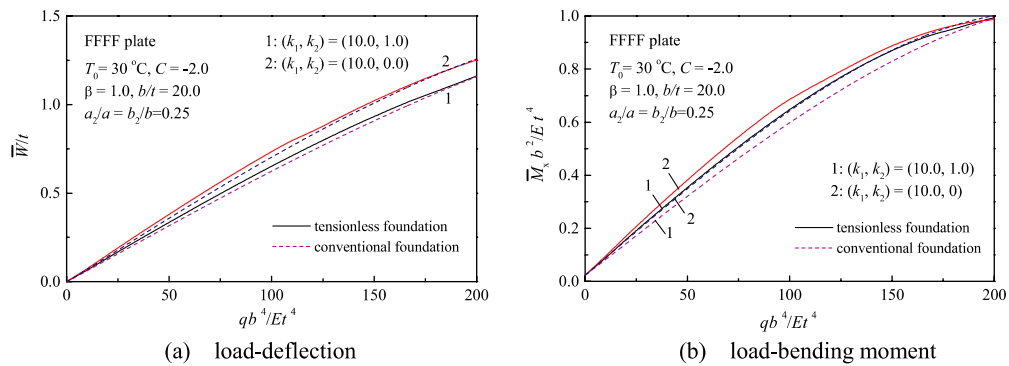 FFFF plate
T₀ = 30 °C, C = -2.0
β = 1.0, b/t = 20.0
a₂/a = b₂/b=0.25
1: (k₁, k₂) = (10.0, 1.0)
2: (k₁, k₂) = (10.0, 0.0)
2
1
tensionless foundation
conventional foundation
1.5
1.0
0.5
0.0
W̅/t
0 50 100 150 200
qb⁴/Et⁴
(a) load-deflection
FFFF plate
T₀ = 30 °C, C = -2.0
β = 1.0, b/t = 20.0
a₂/a = b₂/b=0.25
1: (k₁, k₂) = (10.0, 1.0)
2: (k₁, k₂) = (10.0, 0)
1 2
2
1
tensionless foundation
conventional foundation
1.0
0.8
0.6
0.4
0.2
0.0
M̅ₓb²/Et⁴
0 50 100 150 200
qb⁴/Et⁴
(b) load-bending moment